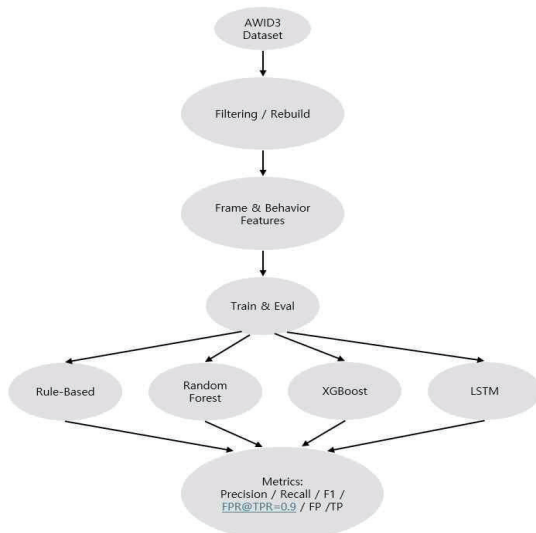 AWID3
Dataset
Filtering / Rebuild
Frame & Behavior
Features
Train & Eval
Rule-Based
Random
Forest
XGBoost
LSTM
Metrics:
Precision / Recall / F1 /
FPR@TPR=0.9 / FP /TP